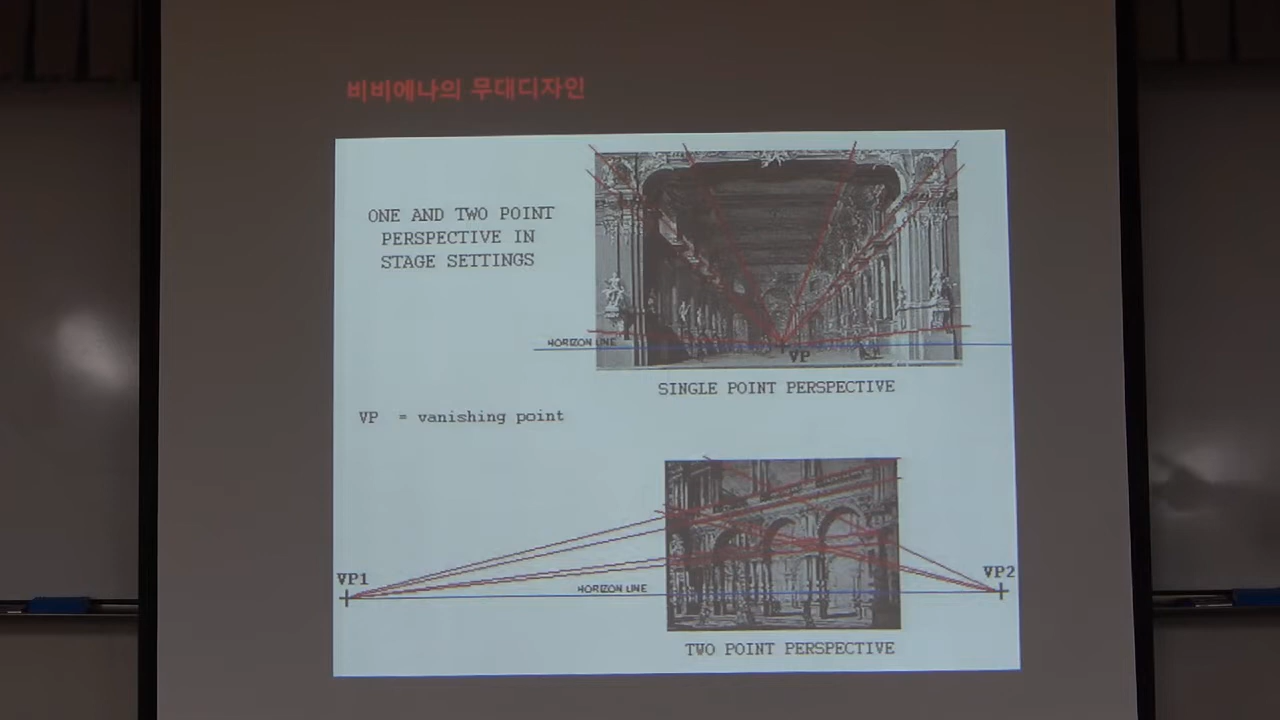 비비에나의 무대디자인
ONE AND TWO POINT
PERSPECTIVE IN
STAGE SETTINGS
HORIZON LINE
VP
SINGLE POINT PERSPECTIVE
VP = vanishing point
VP1
HORIZON LINE
VP2
TWO POINT PERSPECTIVE